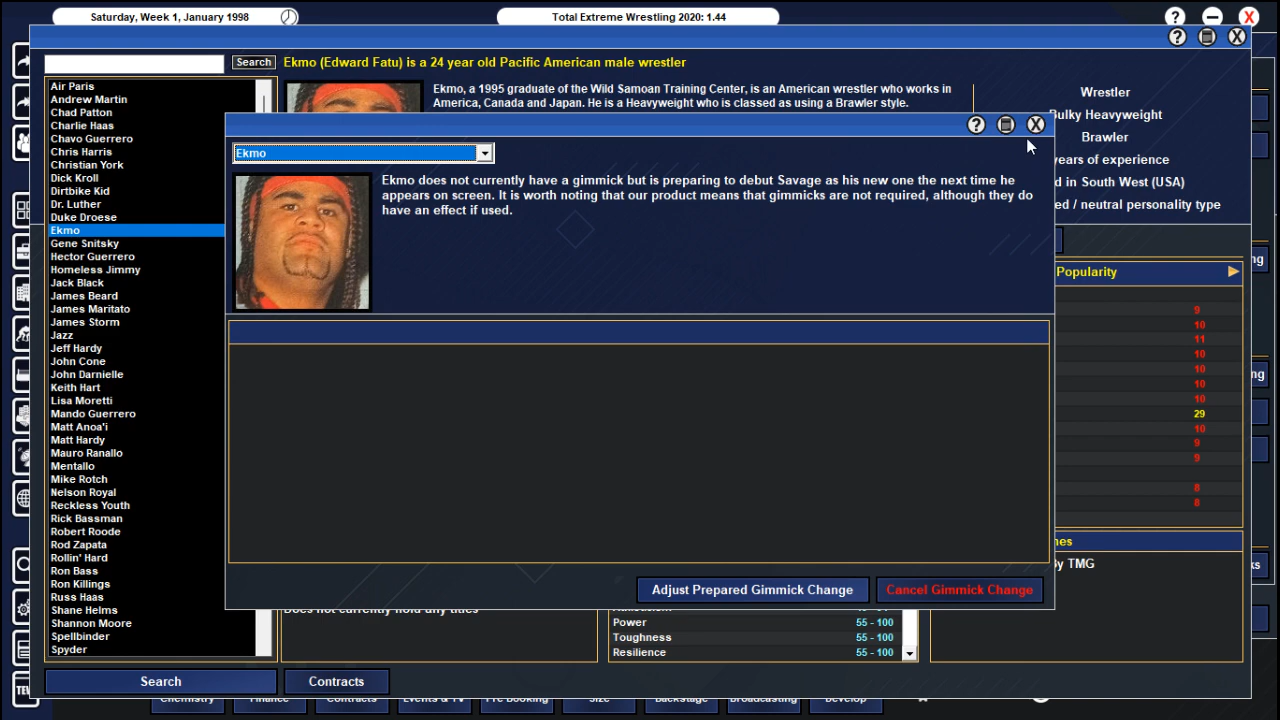 Saturday, Week 1, January 1998
Total Extreme Wrestling 2020: 1.44
Search
Ekmo (Edward Fatu) is a 24 year old Pacific American male wrestler
Air Paris
Andrew Martin
Chad Patton
Charlie Haas
Chavo Guerrero
Chris Harris
Christian York
Dick Kroll
Dirtbike Kid
Dr. Luther
Duke Droese
Ekmo
Gene Snitsky
Hector Guerrero
Homeless Jimmy
Jack Black
James Beard
James Maritato
James Storm
Jazz
Jeff Hardy
John Cone
John Darnielle
Keith Hart
Lisa Moretti
Mando Guerrero
Matt Anoa'i
Matt Hardy
Mauro Ranallo
Mentallo
Mike Rotch
Nelson Royal
Reckless Youth
Rick Bassman
Robert Roode
Rod Zapata
Rollin' Hard
Ron Bass
Ron Killings
Russ Haas
Shane Helms
Shannon Moore
Spellbinder
Spyder
Ekmo, a 1995 graduate of the Wild Samoan Training Center, is an American wrestler who works in
America, Canada and Japan. He is a Heavyweight who is classed as using a Brawler style.
Wrestler
Bulky Heavyweight
Brawler
years of experience
d in South West (USA)
ed / neutral personality type
Ekmo
Ekmo does not currently have a gimmick but is preparing to debut Savage as his new one the next time he
appears on screen. It is worth noting that our product means that gimmicks are not required, although they do
have an effect if used.
Popularity
9
10
11
10
10
10
10
29
10
9
9
8
8
By TMG
Adjust Prepared Gimmick Change
Cancel Gimmick Change
Does not currently hold any titles
Power 55 - 100
Toughness 55 - 100
Resilience 55 - 100
Search
Contracts
Chemistry
Finance
Contracts
Events & TV
Pre Booking
Size
Backstage
Broadcasting
Develop